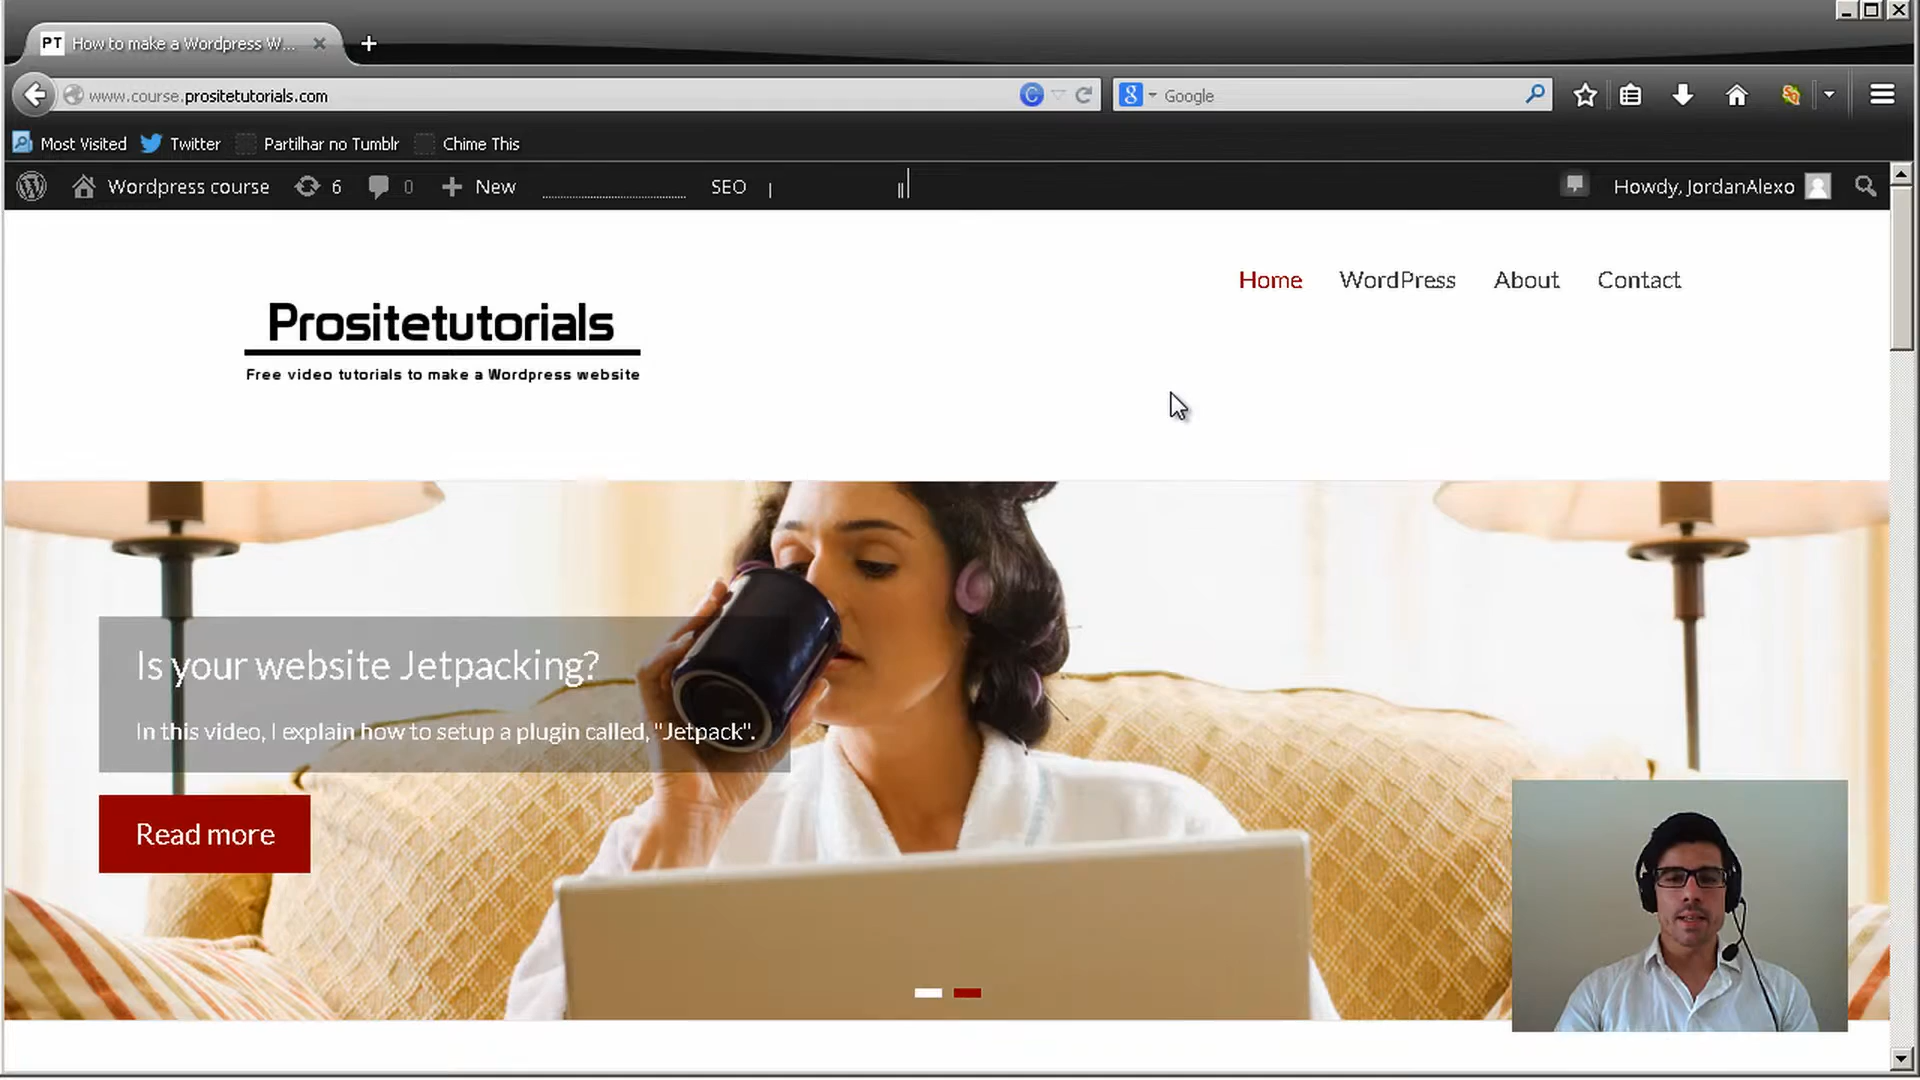 PT How to make a Wordpress W...
www.course.prositetutorials.com
8 Google
Most Visited Twitter Partilhar no Tumblr Chime This
Wordpress course 6 0 New SEO Howdy, JordanAlexo
Home WordPress About Contact
Prositetutorials
Free video tutorials to make a Wordpress website
Is your website Jetpacking?
In this video, I explain how to setup a plugin called, "Jetpack".
Read more